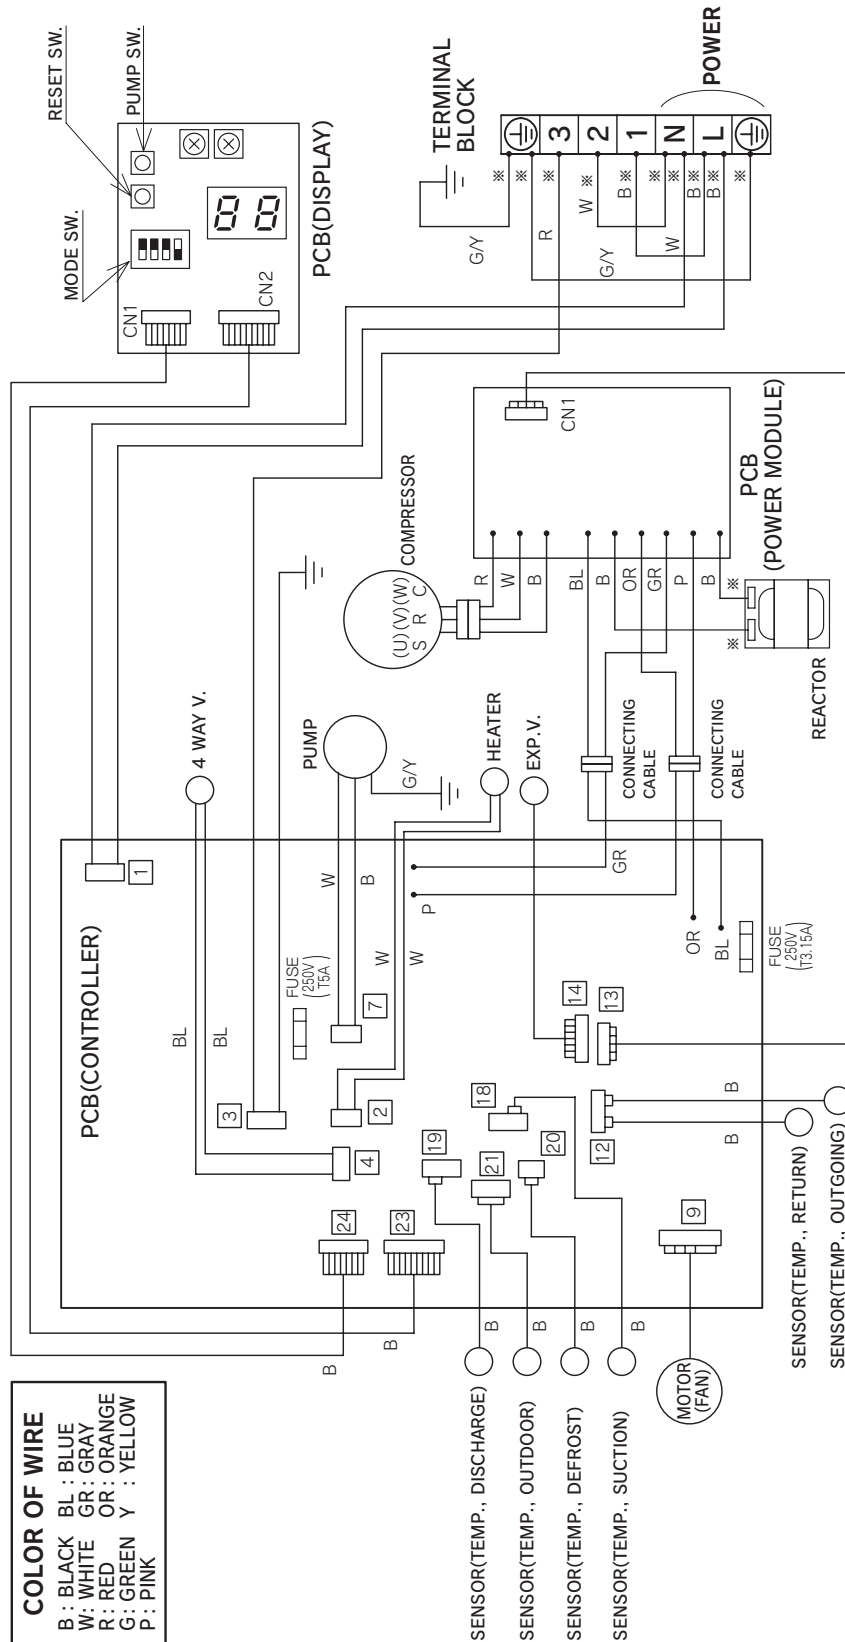 COLOR OF WIRE
B : BLACK BL : BLUE
W : WHITE GR : GRAY
R : RED OR : ORANGE
G : GREEN Y : YELLOW
P : PINK
PCB(CONTROLLER)
24
23
4
3
2
7
1
19
21
18
20
14
13
12
9
FUSE
(250V
T5A)
FUSE
(250V
T3.15A)
BL
BL
W
B
W
W
P
GR
OR
BL
B
B
B
B
B
B
B
B
SENSOR(TEMP., DISCHARGE)
SENSOR(TEMP., OUTDOOR)
SENSOR(TEMP., DEFROST)
SENSOR(TEMP., SUCTION)
MOTOR
(FAN)
SENSOR(TEMP., RETURN)
SENSOR(TEMP., OUTGOING)
4 WAY V.
PUMP
G/Y
HEATER
EXP.V.
CONNECTING
CABLE
CONNECTING
CABLE
COMPRESSOR
(U)(V)(W)
S R C
R
W
B
BL
B
OR
GR
P
B
CN1
PCB
(POWER MODULE)
※
※
REACTOR
MODE SW.
RESET SW.
PUMP SW.
CN1
CN2
88
PCB(DISPLAY)
TERMINAL
BLOCK
G/Y
R
G/Y
W
※
※
※
W ※
B ※
※
B ※
B ※
※
3
2
1
N
L
POWER